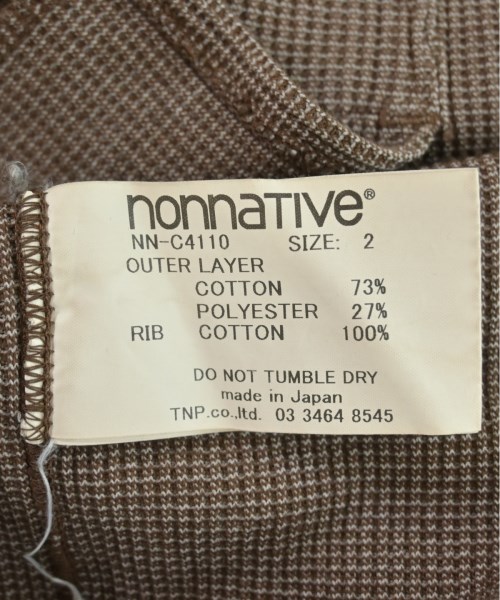 nonnaTIVe®
NN-C4110 SIZE: 2
OUTER LAYER
COTTON 73%
POLYESTER 27%
RIB COTTON 100%
DO NOT TUMBLE DRY
made in Japan
TNP.co.,ltd. 03 3464 8545